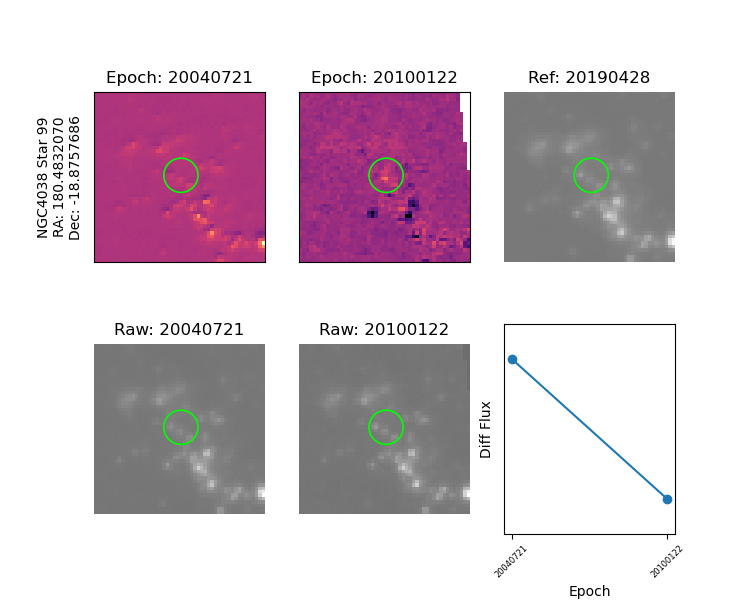 Epoch: 20040721
Epoch: 20100122
Ref: 20190428
NGC4038 Star 99
RA: 180.4832070
Dec: -18.8757686
Raw: 20040721
Raw: 20100122
Diff Flux
20040721
20100122
Epoch